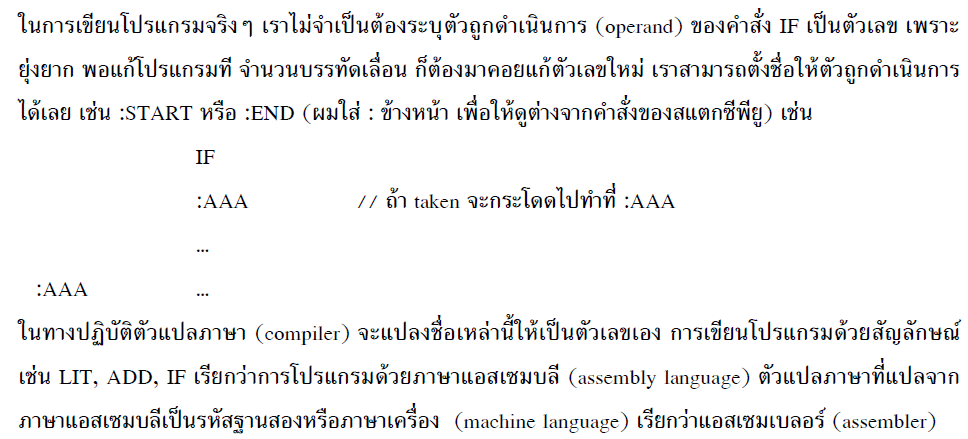 ในการเขียนโปรแกรมจริงๆ เราไม่จำเป็นต้องระบุตัวถูกดำเนินการ (operand) ของคำสั่ง IF เป็นตัวเลข เพราะ
ยุ่งยาก พอแก้โปรแกรมที จำนวนบรรทัดเลื่อน ก็ต้องมาคอยแก้ตัวเลขใหม่ เราสามารถตั้งชื่อให้ตัวถูกดำเนินการ
ได้เลย เช่น :START หรือ :END (ผมใส่ : ข้างหน้า เพื่อให้ดูต่างจากคำสั่งของสแตกซีพียู) เช่น
IF
:AAA // ถ้า taken จะกระโดดไปทำที่ :AAA
...
:AAA ...
ในทางปฏิบัติตัวแปลภาษา (compiler) จะแปลงชื่อเหล่านี้ให้เป็นตัวเลขเอง การเขียนโปรแกรมด้วยสัญลักษณ์
เช่น LIT, ADD, IF เรียกว่าการโปรแกรมด้วยภาษาแอสเซมบลี (assembly language) ตัวแปลภาษาที่แปลจาก
ภาษาแอสเซมบลีเป็นรหัสฐานสองหรือภาษาเครื่อง (machine language) เรียกว่าแอสเซมเบลอร์ (assembler)